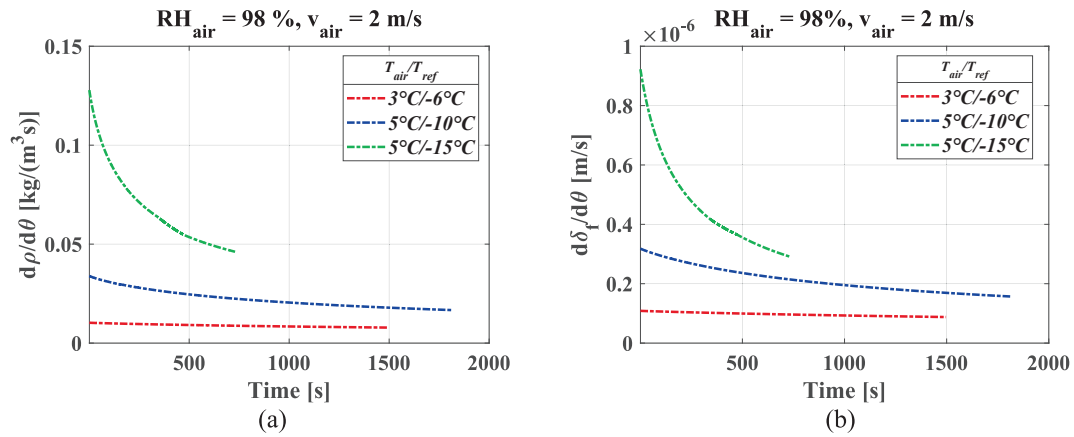 RH_air = 98 %, v_air = 2 m/s
0.15
0.1
0.05
0
dρ/dθ [kg/(m³s)]
T_air/T_ref
3°C/-6°C
5°C/-10°C
5°C/-15°C
500 1000 1500 2000
Time [s]
(a)
RH_air = 98%, v_air = 2 m/s
×10⁻⁶
1
0.8
0.6
0.4
0.2
0
dδ_f/dθ [m/s]
T_air/T_ref
3°C/-6°C
5°C/-10°C
5°C/-15°C
500 1000 1500 2000
Time [s]
(b)